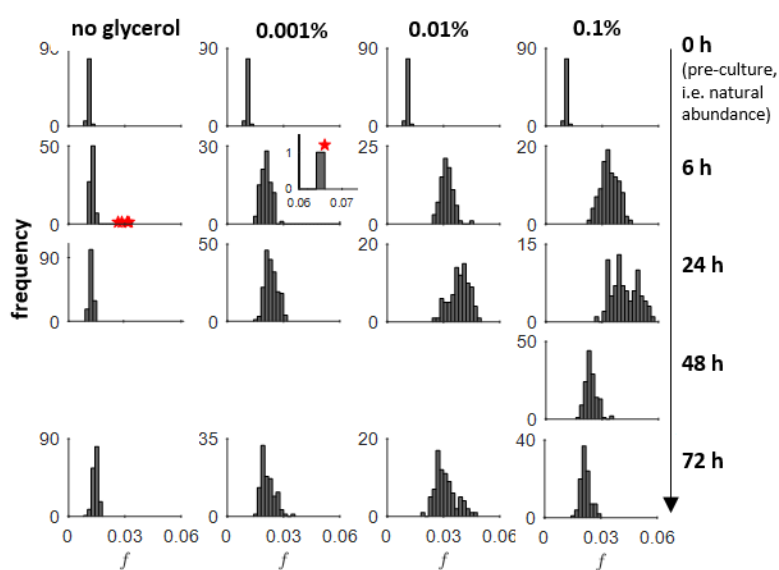 no glycerol 0.001% 0.01% 0.1% 0 h
90 90 90 90
(pre-culture,
i.e. natural
abundance)
0 0 0 0
50 30 25 20 6 h
1
0
0.06 0.07
0 0 0 0
frequency
90 50 20 15 24 h
0 0 0 0
50 48 h
0
90 35 20 40 72 h
0 0 0 0
0 0.03 0.06 0 0.03 0.06 0 0.03 0.06 0 0.03 0.06
f f f f